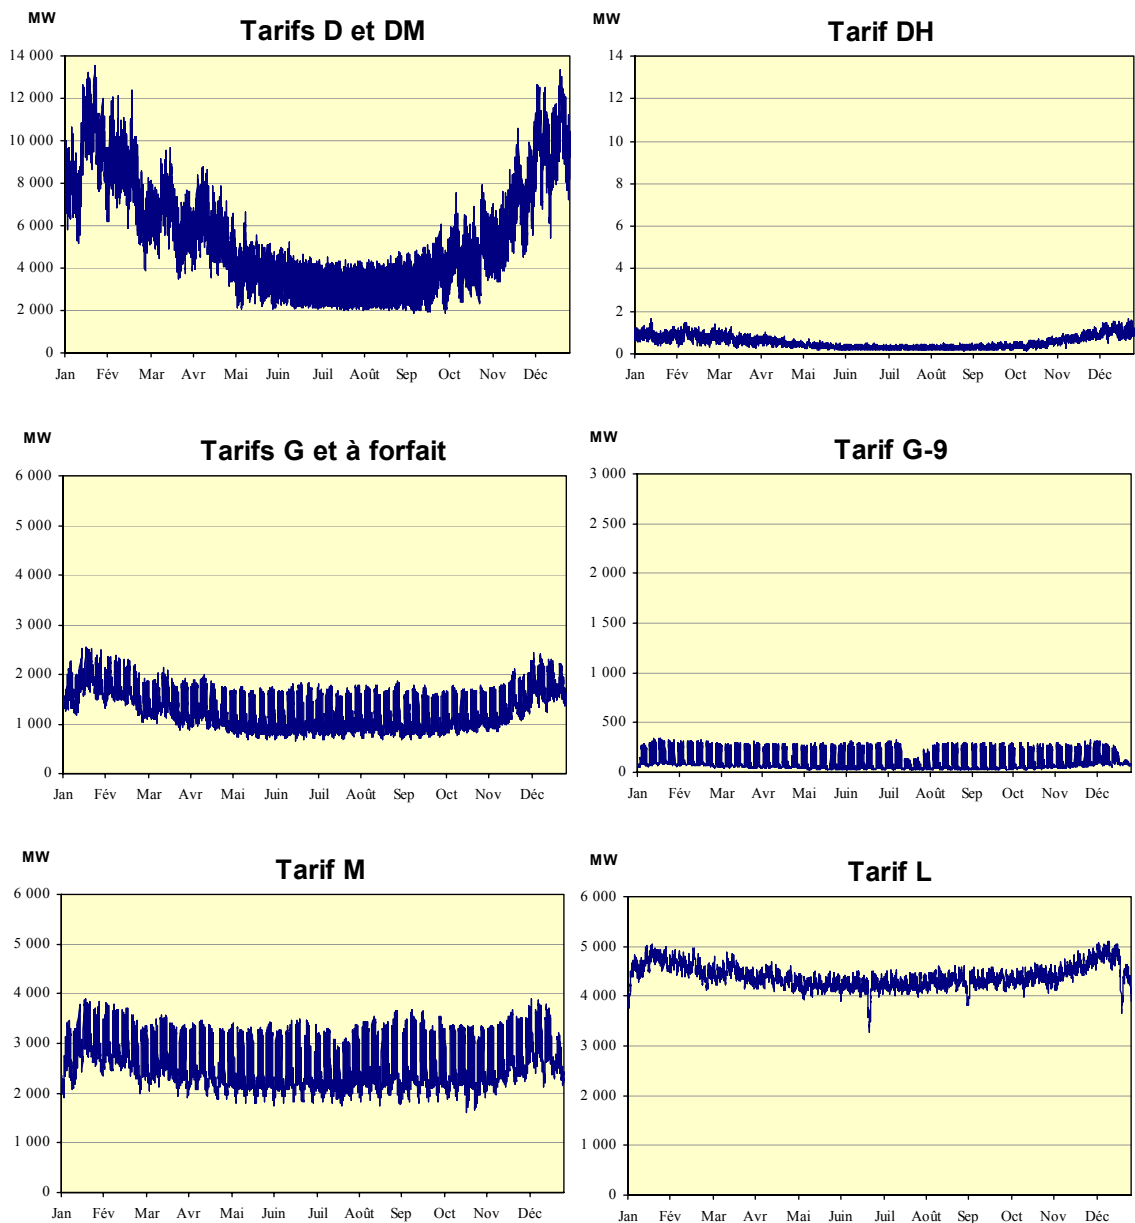 MW
Tarifs D et DM
14 000
12 000
10 000
8 000
6 000
4 000
2 000
0
Jan Fév Mar Avr Mai Juin Juil Août Sep Oct Nov Déc
MW
Tarif DH
14
12
10
8
6
4
2
0
Jan Fév Mar Avr Mai Juin Juil Août Sep Oct Nov Déc
MW
Tarifs G et à forfait
6 000
5 000
4 000
3 000
2 000
1 000
0
Jan Fév Mar Avr Mai Juin Juil Août Sep Oct Nov Déc
MW
Tarif G-9
3 000
2 500
2 000
1 500
1 000
500
0
Jan Fév Mar Avr Mai Juin Juil Août Sep Oct Nov Déc
MW
Tarif M
6 000
5 000
4 000
3 000
2 000
1 000
0
Jan Fév Mar Avr Mai Juin Juil Août Sep Oct Nov Déc
MW
Tarif L
6 000
5 000
4 000
3 000
2 000
1 000
0
Jan Fév Mar Avr Mai Juin Juil Août Sep Oct Nov Déc